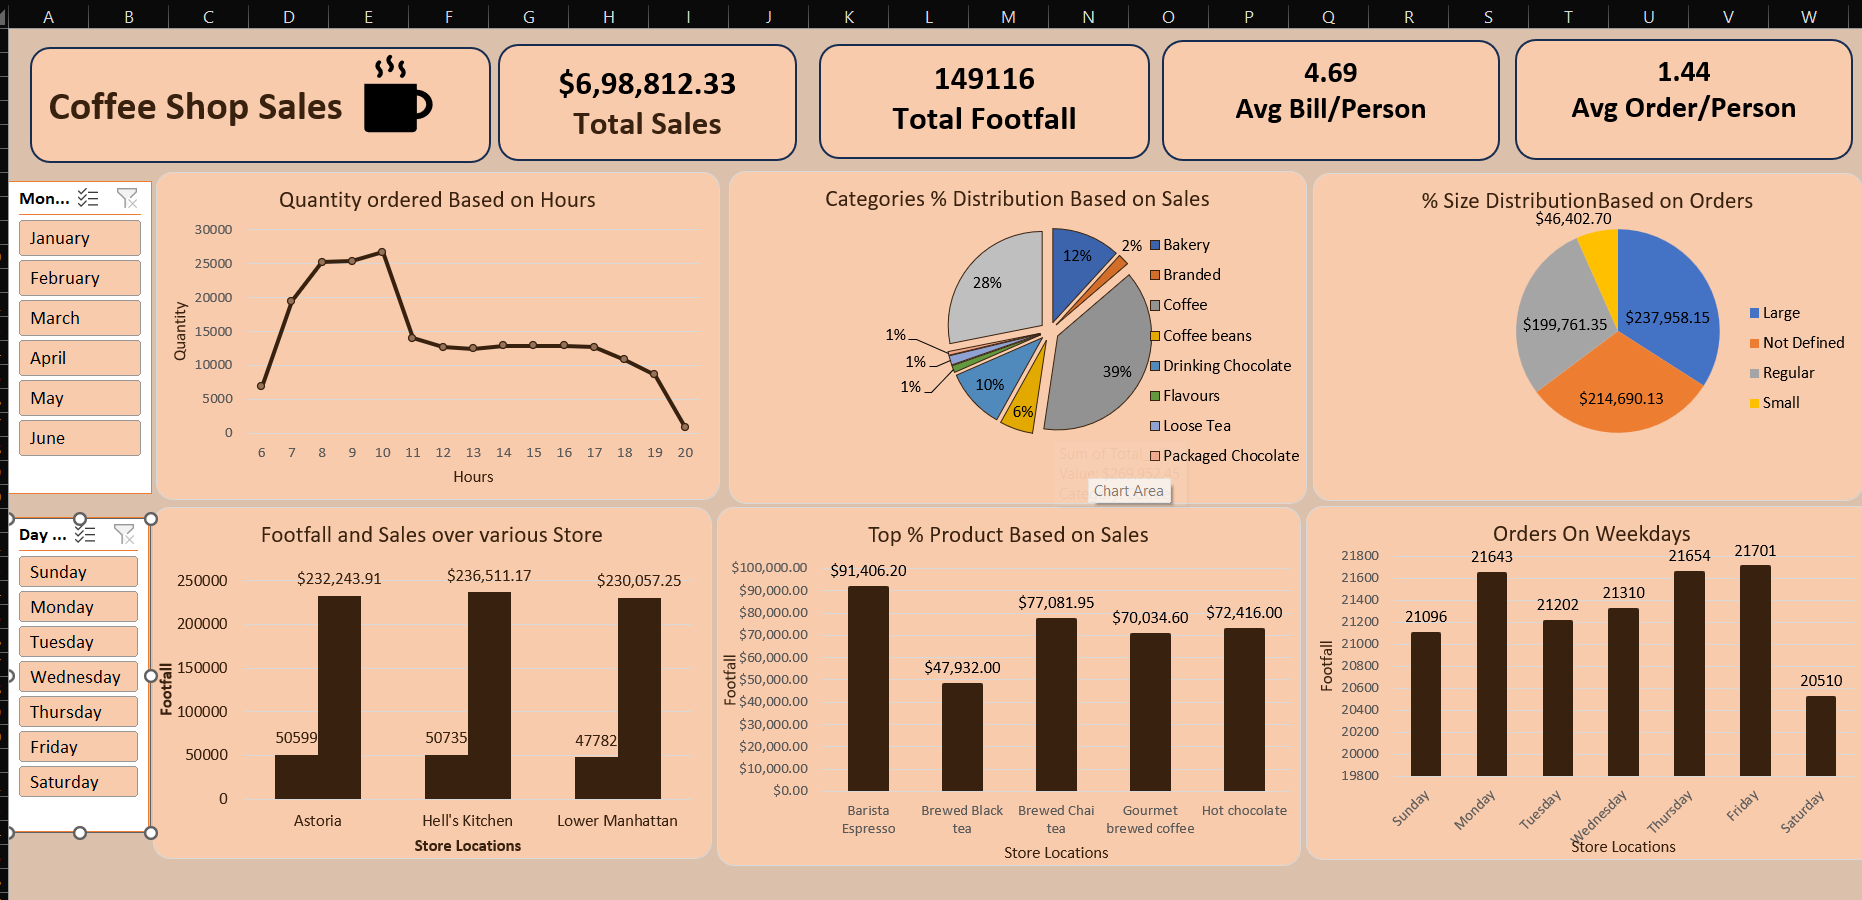 A B C D E F G H I J K L M N O P Q R S T U V W
Coffee Shop Sales
$6,98,812.33
Total Sales
149116
Total Footfall
4.69
Avg Bill/Person
1.44
Avg Order/Person
Mon...
January
February
March
April
May
June
Quantity ordered Based on Hours
Quantity
30000
25000
20000
15000
10000
5000
0
6 7 8 9 10 11 12 13 14 15 16 17 18 19 20
Hours
Categories % Distribution Based on Sales
12%
2%
39%
6%
10%
1%
1%
1%
28%
Bakery
Branded
Coffee
Coffee beans
Drinking Chocolate
Flavours
Loose Tea
Packaged Chocolate
Sum of Total
Value: $269,952.45
Chart Area
% Size DistributionBased on Orders
$46,402.70
$237,958.15
$199,761.35
$214,690.13
Large
Not Defined
Regular
Small
Day ...
Sunday
Monday
Tuesday
Wednesday
Thursday
Friday
Saturday
Footfall and Sales over various Store
Footfall
250000
200000
150000
100000
50000
0
$232,243.91
$236,511.17
$230,057.25
50599
50735
47782
Astoria
Hell's Kitchen
Lower Manhattan
Store Locations
Top % Product Based on Sales
Footfall
$100,000.00
$90,000.00
$80,000.00
$70,000.00
$60,000.00
$50,000.00
$40,000.00
$30,000.00
$20,000.00
$10,000.00
$0.00
$91,406.20
$47,932.00
$77,081.95
$70,034.60
$72,416.00
Barista
Espresso
Brewed Black
tea
Brewed Chai
tea
Gourmet
brewed coffee
Hot chocolate
Store Locations
Orders On Weekdays
Footfall
21800
21600
21400
21200
21000
20800
20600
20400
20200
20000
19800
21096
21643
21202
21310
21654
21701
20510
Sunday
Monday
Tuesday
Wednesday
Thursday
Friday
Saturday
Store Locations